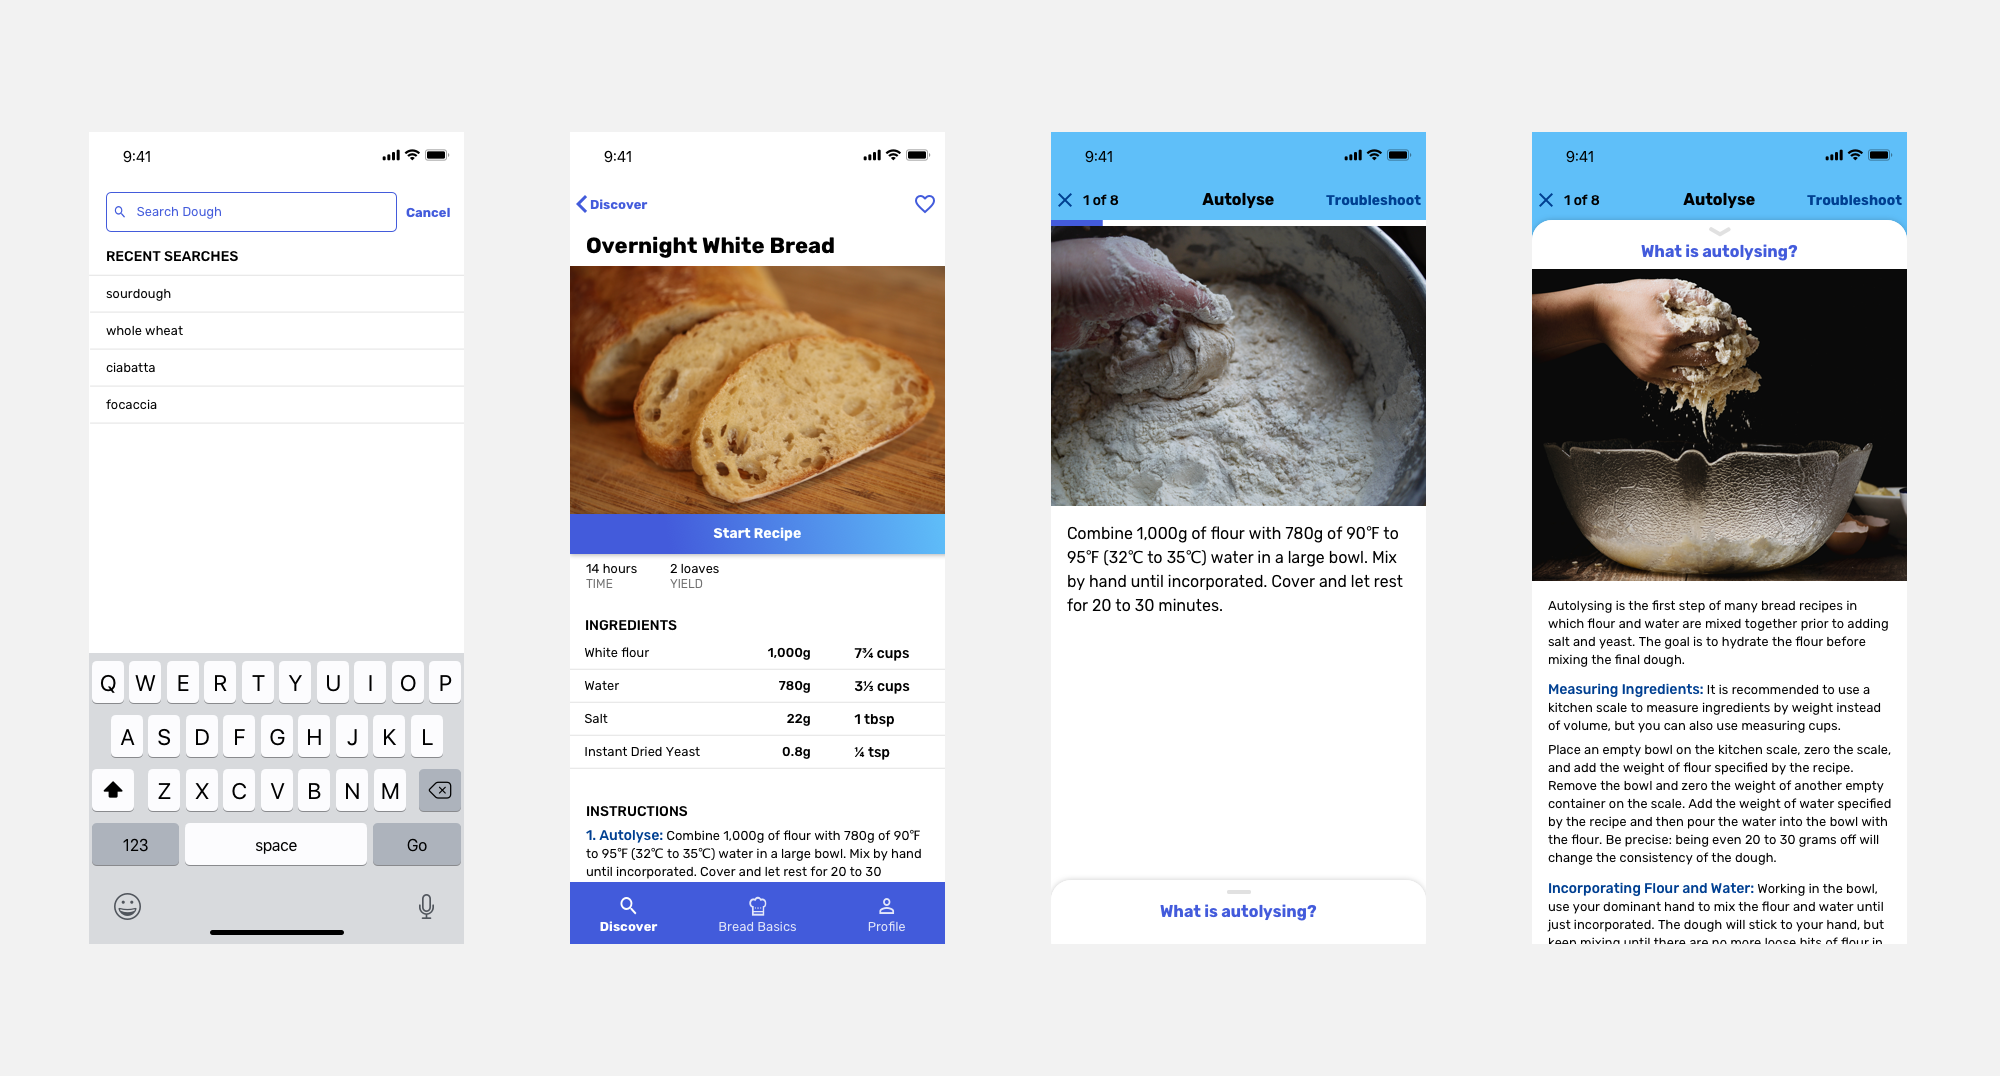 9:41
Search Dough
Cancel
RECENT SEARCHES
sourdough
whole wheat
ciabatta
focaccia
Q W E R T Y U I O P
A S D F G H J K L
Z X C V B N M
123 space Go
9:41
Discover
Overnight White Bread
Start Recipe
14 hours 2 loaves
TIME YIELD
INGREDIENTS
White flour 1,000g 7¾ cups
Water 780g 3⅓ cups
Salt 22g 1 tbsp
Instant Dried Yeast 0.8g ¼ tsp
INSTRUCTIONS
1. Autolyse: Combine 1,000g of flour with 780g of 90°F
to 95°F (32°C to 35°C) water in a large bowl. Mix by hand
until incorporated. Cover and let rest for 20 to 30
Discover Bread Basics Profile
9:41
1 of 8 Autolyse Troubleshoot
Combine 1,000g of flour with 780g of 90°F to
95°F (32°C to 35°C) water in a large bowl. Mix
by hand until incorporated. Cover and let rest
for 20 to 30 minutes.
What is autolysing?
9:41
1 of 8 Autolyse Troubleshoot
What is autolysing?
Autolysing is the first step of many bread recipes in
which flour and water are mixed together prior to adding
salt and yeast. The goal is to hydrate the flour before
mixing the final dough.
Measuring Ingredients: It is recommended to use a
kitchen scale to measure ingredients by weight instead
of volume, but you can also use measuring cups.
Place an empty bowl on the kitchen scale, zero the scale,
and add the weight of flour specified by the recipe.
Remove the bowl and zero the weight of another empty
container on the scale. Add the weight of water specified
by the recipe and then pour the water into the bowl with
the flour. Be precise: being even 20 to 30 grams off will
change the consistency of the dough.
Incorporating Flour and Water: Working in the bowl,
use your dominant hand to mix the flour and water until
just incorporated. The dough will stick to your hand, but
keep mixing until there are no more loose bits of flour in